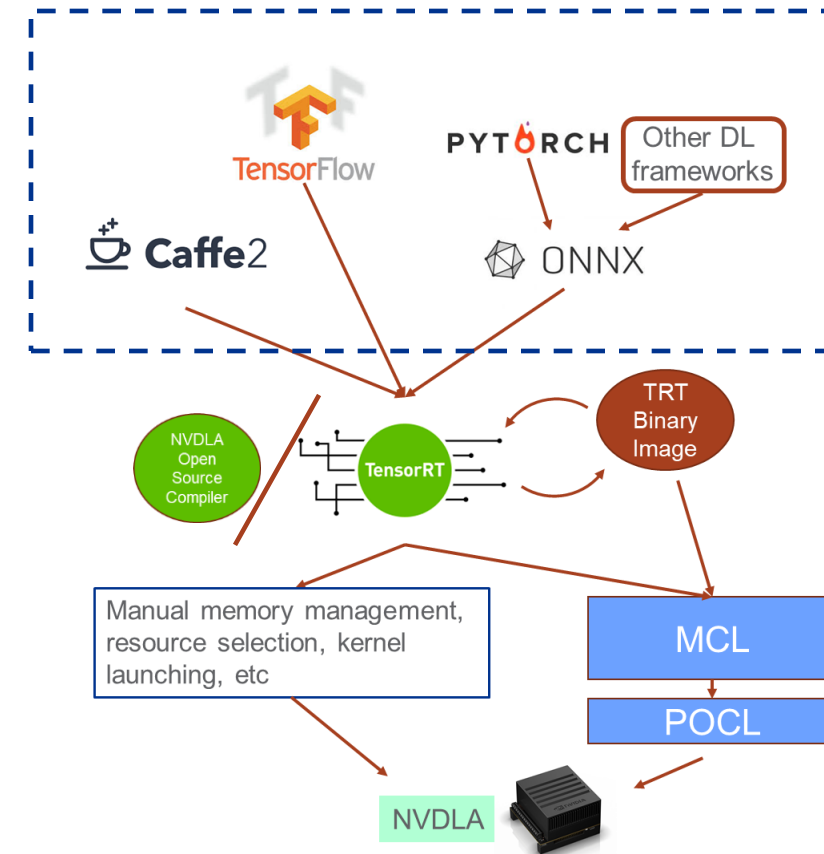 TensorFlow
PYTORCH
Other DL
frameworks
Caffe2
ONNX
NVDLA
Open
Source
Compiler
TensorRT
TRT
Binary
Image
Manual memory management,
resource selection, kernel
launching, etc
MCL
POCL
NVDLA